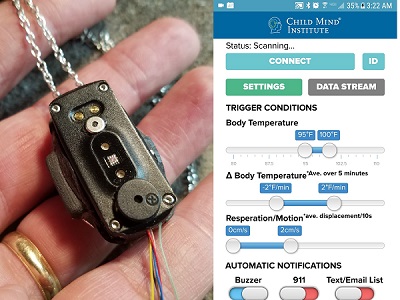 35% 3:22 AM
CHILD MIND®
INSTITUTE
Status: Scanning...
CONNECT ID
SETTINGS DATA STREAM
TRIGGER CONDITIONS
Body Temperature
95°F 100°F
Δ Body Temperature *Ave. over 5 minutes
-2°F/min 2°F/min
Resperation/Motion *ave. displacement/10s
0cm/s 2cm/s
AUTOMATIC NOTIFICATIONS
Buzzer 911 Text/Email List